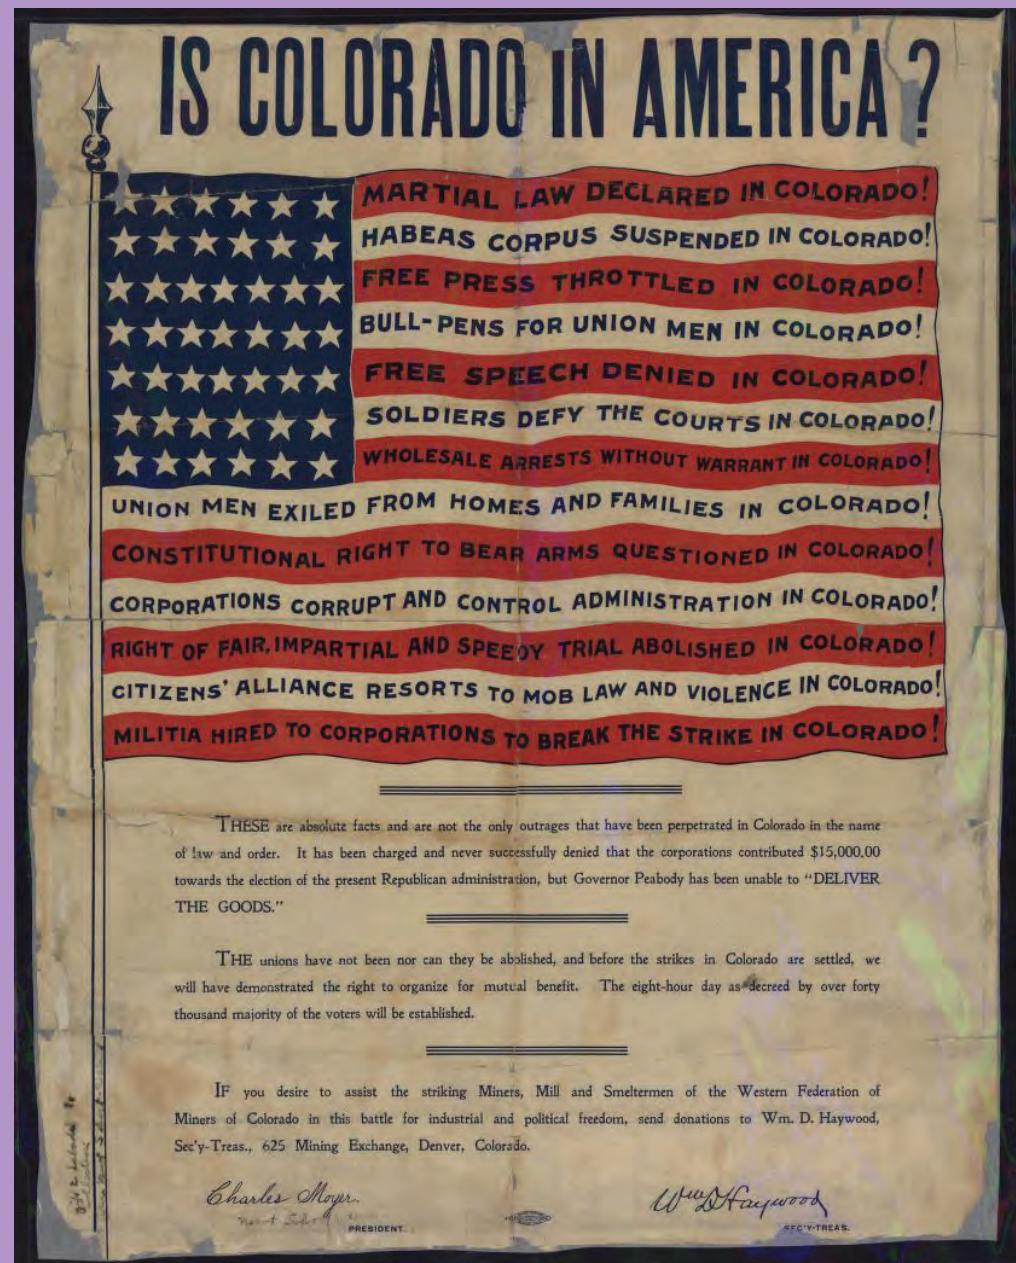 IS COLORADO IN AMERICA?
MARTIAL LAW DECLARED IN COLORADO!
HABEAS CORPUS SUSPENDED IN COLORADO!
FREE PRESS THROTTLED IN COLORADO!
BULL-PENS FOR UNION MEN IN COLORADO!
FREE SPEECH DENIED IN COLORADO!
SOLDIERS DEFY THE COURTS IN COLORADO!
WHOLESALE ARRESTS WITHOUT WARRANT IN COLORADO!
UNION MEN EXILED FROM HOMES AND FAMILIES IN COLORADO!
CONSTITUTIONAL RIGHT TO BEAR ARMS QUESTIONED IN COLORADO!
CORPORATIONS CORRUPT AND CONTROL ADMINISTRATION IN COLORADO!
RIGHT OF FAIR, IMPARTIAL AND SPEEDY TRIAL ABOLISHED IN COLORADO!
CITIZENS' ALLIANCE RESORTS TO MOB LAW AND VIOLENCE IN COLORADO!
MILITIA HIRED TO CORPORATIONS TO BREAK THE STRIKE IN COLORADO!
THESE are absolute facts and are not the only outrages that have been perpetrated in Colorado in the name
of law and order. It has been charged and never successfully denied that the corporations contributed $15,000.00
towards the election of the present Republican administration, but Governor Peabody has been unable to "DELIVER
THE GOODS."
THE unions have not been nor can they be abolished, and before the strikes in Colorado are settled, we
will have demonstrated the right to organize for mutual benefit. The eight-hour day as decreed by over forty
thousand majority of the voters will be established.
IF you desire to assist the striking Miners, Mill and Smeltermen of the Western Federation of
Miners of Colorado in this battle for industrial and political freedom, send donations to Wm. D. Haywood,
Sec'y-Treas., 625 Mining Exchange, Denver, Colorado.
Charles Moyer.
PRESIDENT.
Wm D Haywood
SEC'Y-TREAS.